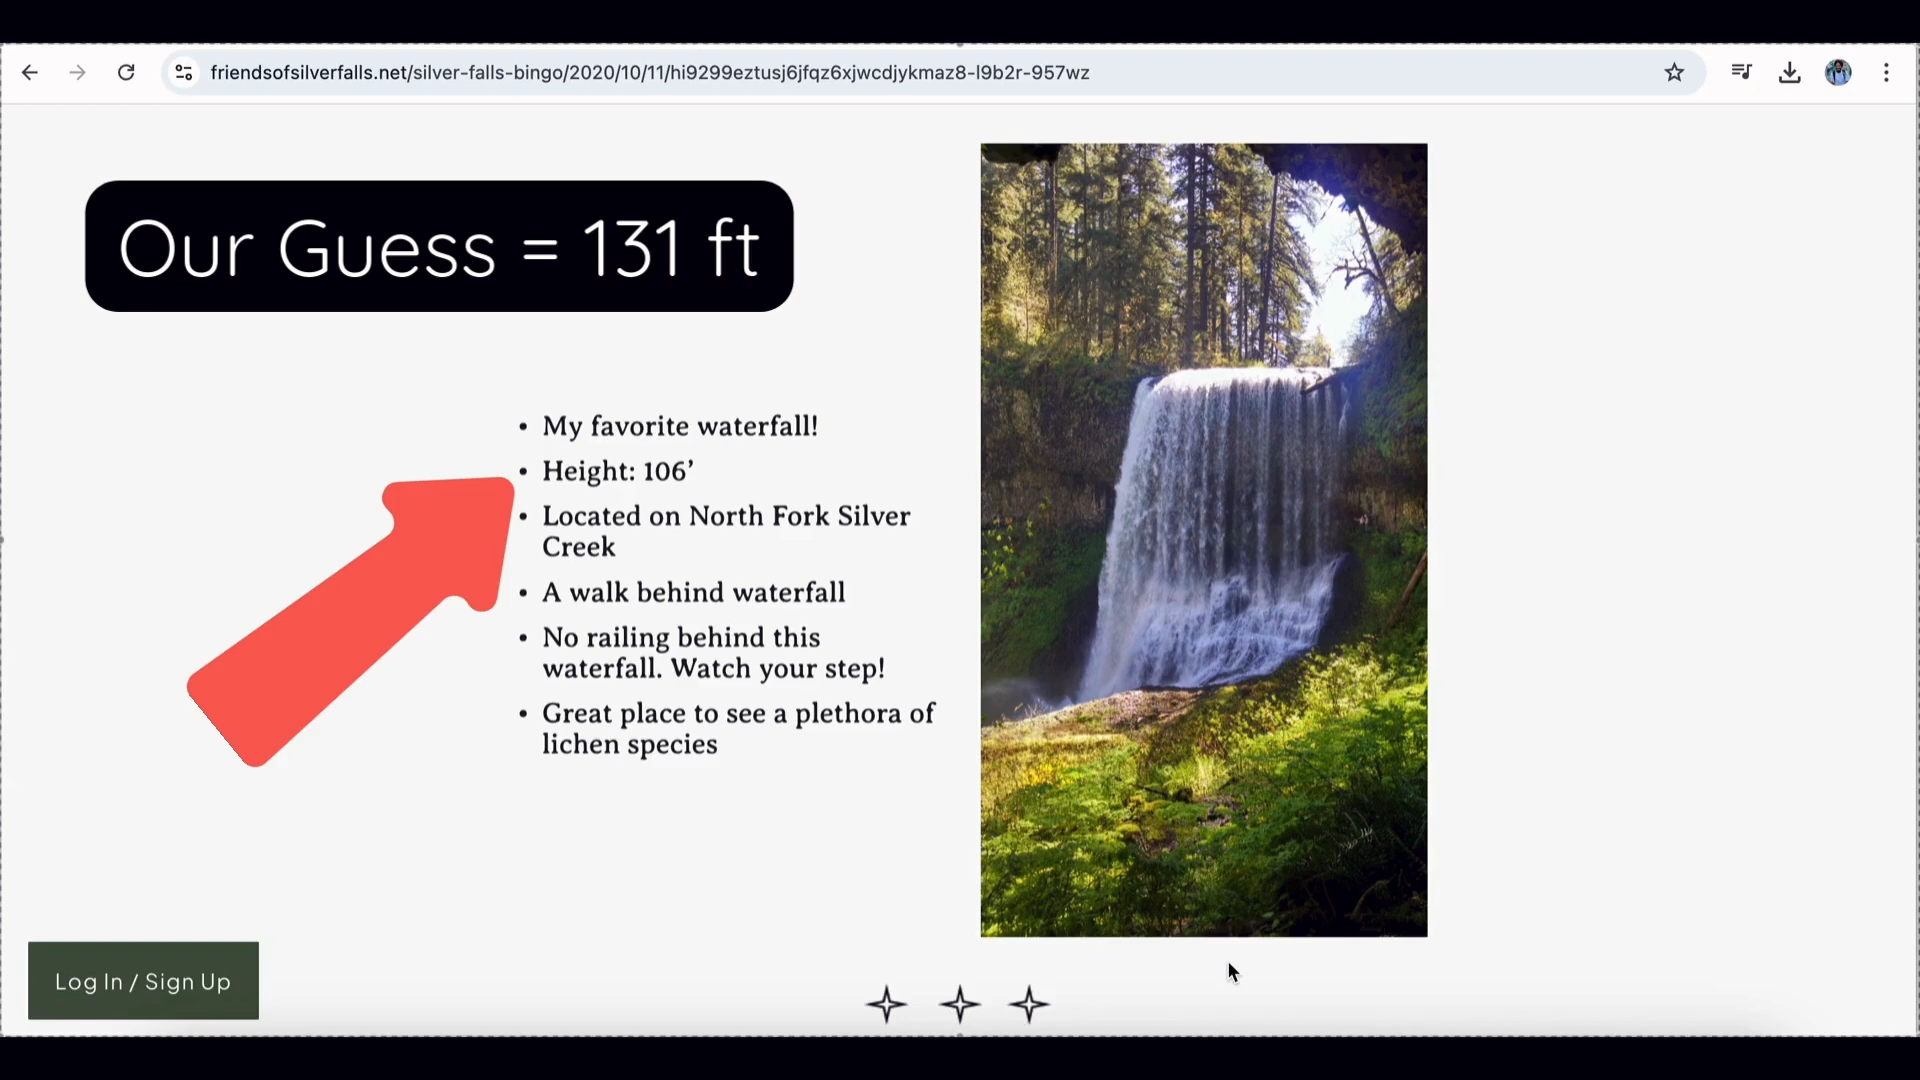 friendsofsilverfalls.net/silver-falls-bingo/2020/10/11/hi9299eztusj6jfqz6xjwcdjykmaz8-l9b2r-957wz
Our Guess = 131 ft
• My favorite waterfall!
• Height: 106’
• Located on North Fork Silver
Creek
• A walk behind waterfall
• No railing behind this
waterfall. Watch your step!
• Great place to see a plethora of
lichen species
Log In / Sign Up